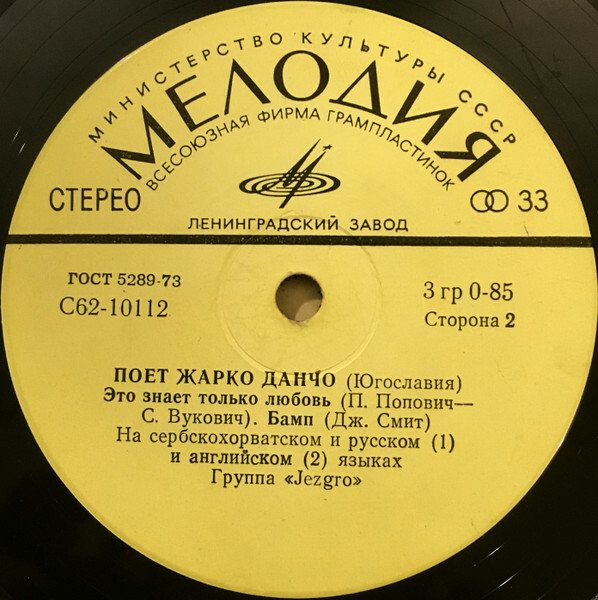 МИНИСТЕРСТВО КУЛЬТУРЫ СССР
МЕЛОДИЯ
ВСЕСОЮЗНАЯ ФИРМА ГРАМПЛАСТИНОК
СТЕРЕО
33
ЛЕНИНГРАДСКИЙ ЗАВОД
ГОСТ 5289-73
3 гр 0-85
С62-10112
Сторона 2
ПОЕТ ЖАРКО ДАНЧО (Югославия)
Это знает только любовь (П. Попович—
С. Вукович). Бамп (Дж. Смит)
На сербскохорватском и русском (1)
и английском (2) языках
Группа «Jezgro»